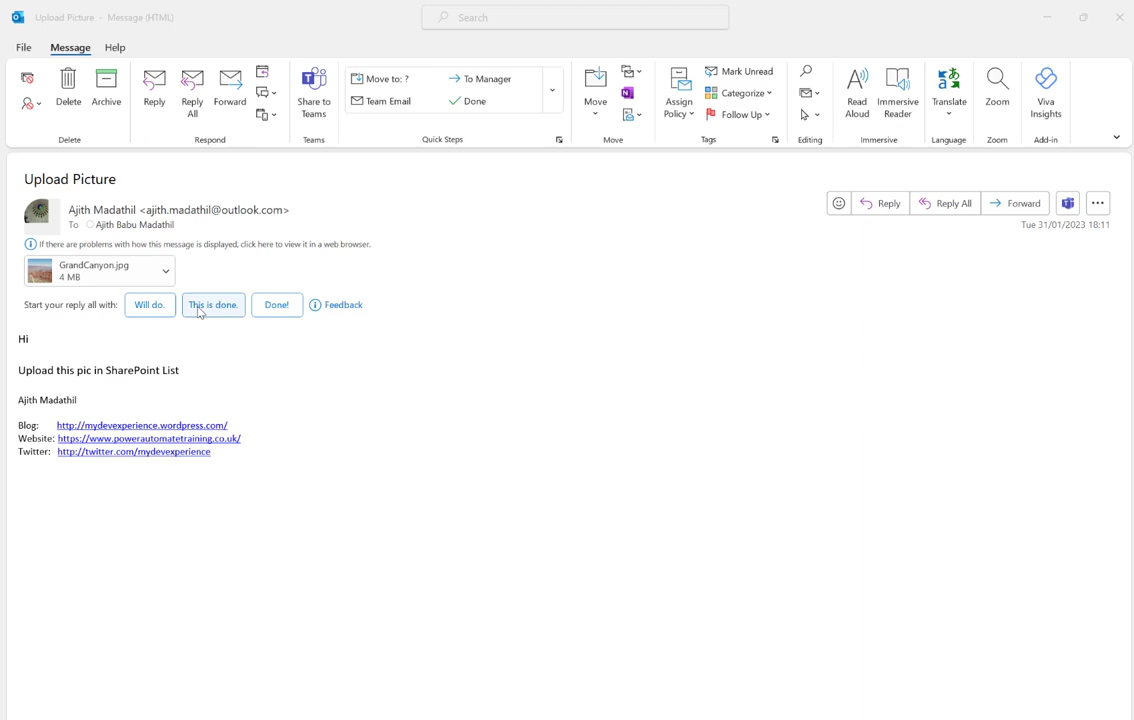 Upload Picture - Message (HTML)
Search
File Message Help
Delete Archive Reply Reply All Forward Share to Teams
Move to: ? To Manager
Team Email Done
Move Assign Policy Mark Unread
Categorize
Follow Up
Read Aloud Immersive Reader Translate Zoom Viva Insights
Delete Respond Teams Quick Steps Move Tags Editing Immersive Language Zoom Add-in
Upload Picture
Ajith Madathil <ajith.madathil@outlook.com>
To Ajith Babu Madathil
Reply Reply All Forward
Tue 31/01/2023 18:11
If there are problems with how this message is displayed, click here to view it in a web browser.
GrandCanyon.jpg
4 MB
Start your reply all with: Will do. This is done. Done! Feedback
Hi
Upload this pic in SharePoint List
Ajith Madathil
Blog: http://mydevexperience.wordpress.com/
Website: https://www.powerautomatetraining.co.uk/
Twitter: http://twitter.com/mydevexperience